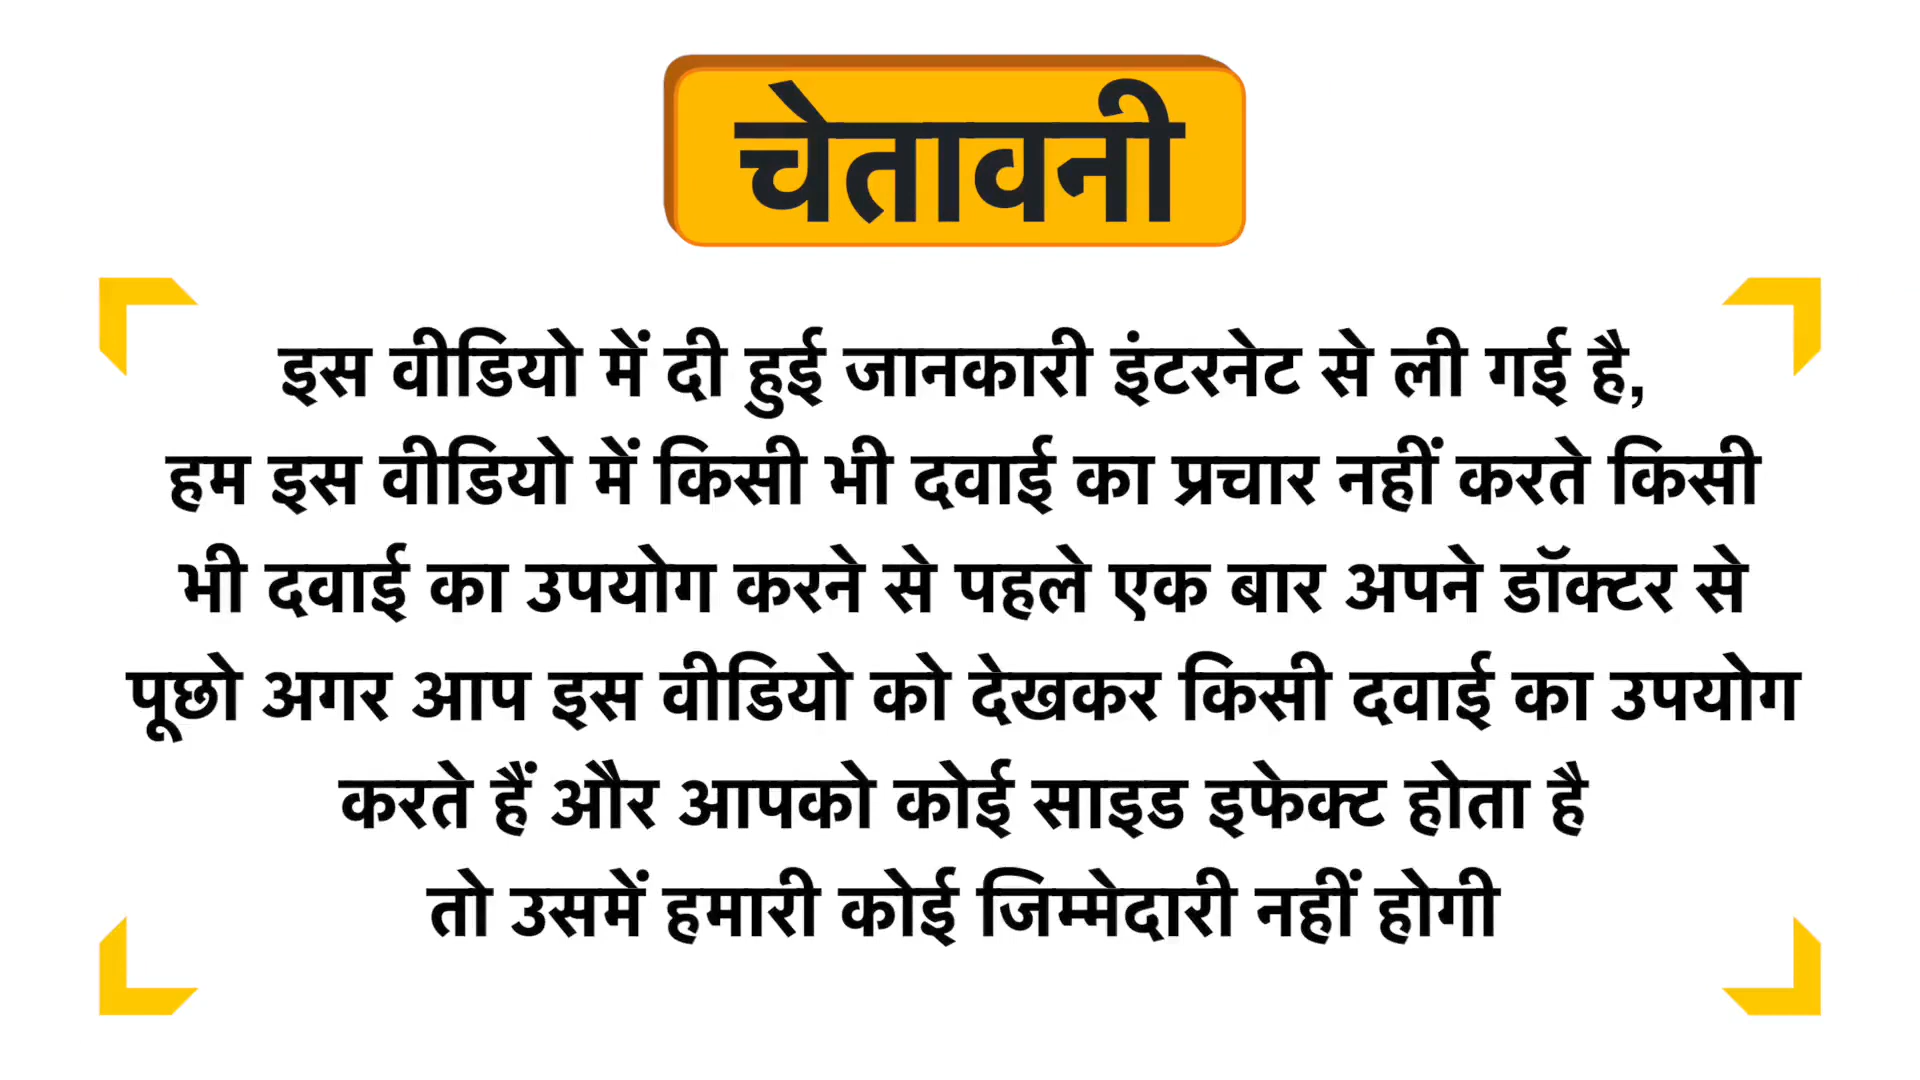 चेतावनी
इस वीडियो में दी हुई जानकारी इंटरनेट से ली गई है,
हम इस वीडियो में किसी भी दवाई का प्रचार नहीं करते किसी
भी दवाई का उपयोग करने से पहले एक बार अपने डॉक्टर से
पूछो अगर आप इस वीडियो को देखकर किसी दवाई का उपयोग
करते हैं और आपको कोई साइड इफेक्ट होता है
तो उसमें हमारी कोई जिम्मेदारी नहीं होगी